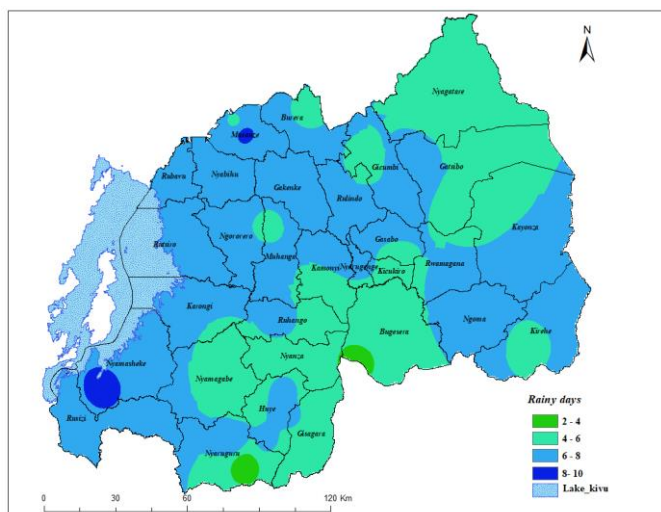 N
Nyagatare
Burera
Musanze
Gicumbi
Gatsibo
Rubavu
Nyabihu
Gakenke
Rulindo
Kayonza
Rutsiro
Ngororero
Gasabo
Muhanga
Kamonyi
Nyarugenge
Kicukiro
Rwamagana
Karongi
Ruhango
Bugesera
Ngoma
Kirehe
Nyamasheke
Nyanza
Nyamagabe
Rusizi
Huye
Gisagara
Nyaruguru
Rainy days
2 - 4
4 - 6
6 - 8
8- 10
Lake_kivu
0 30 60 120 Km